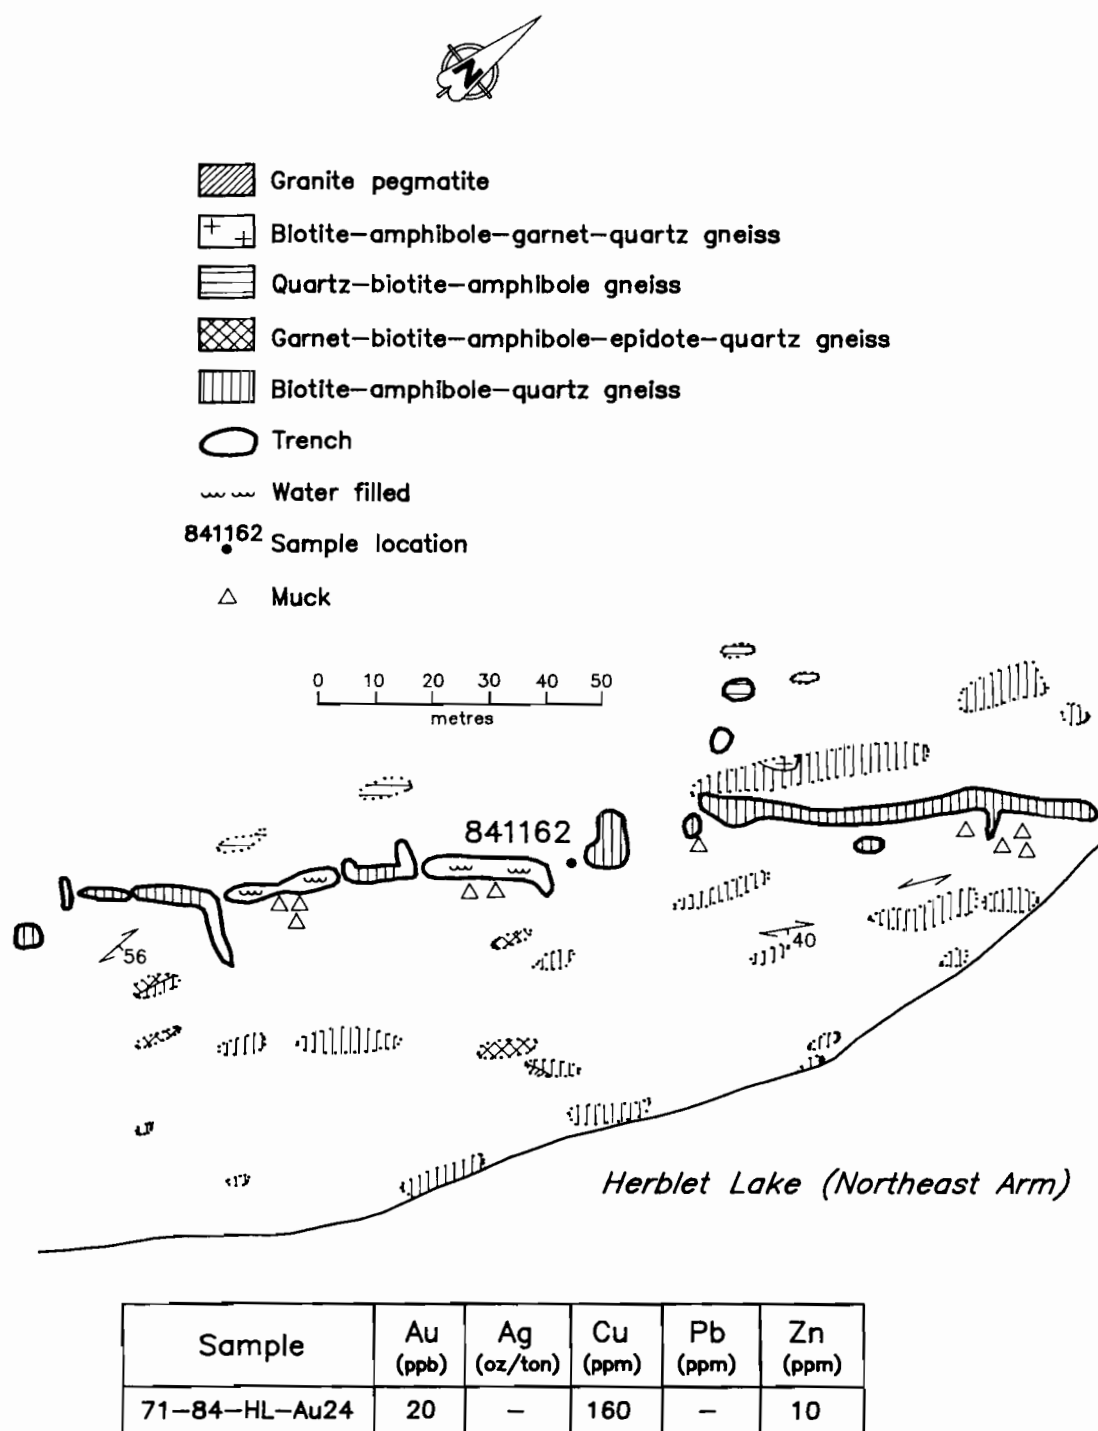 N
Granite pegmatite
Biotite-amphibole-garnet-quartz gneiss
Quartz-biotite-amphibole gneiss
Garnet-biotite-amphibole-epidote-quartz gneiss
Biotite-amphibole-quartz gneiss
Trench
Water filled
841162 Sample location
Muck
0 10 20 30 40 50
metres
841162
56
40
Herblet Lake (Northeast Arm)
Sample Au Ag Cu Pb Zn
(ppb) (oz/ton) (ppm) (ppm) (ppm)
71-84-HL-Au24 20 - 160 - 10